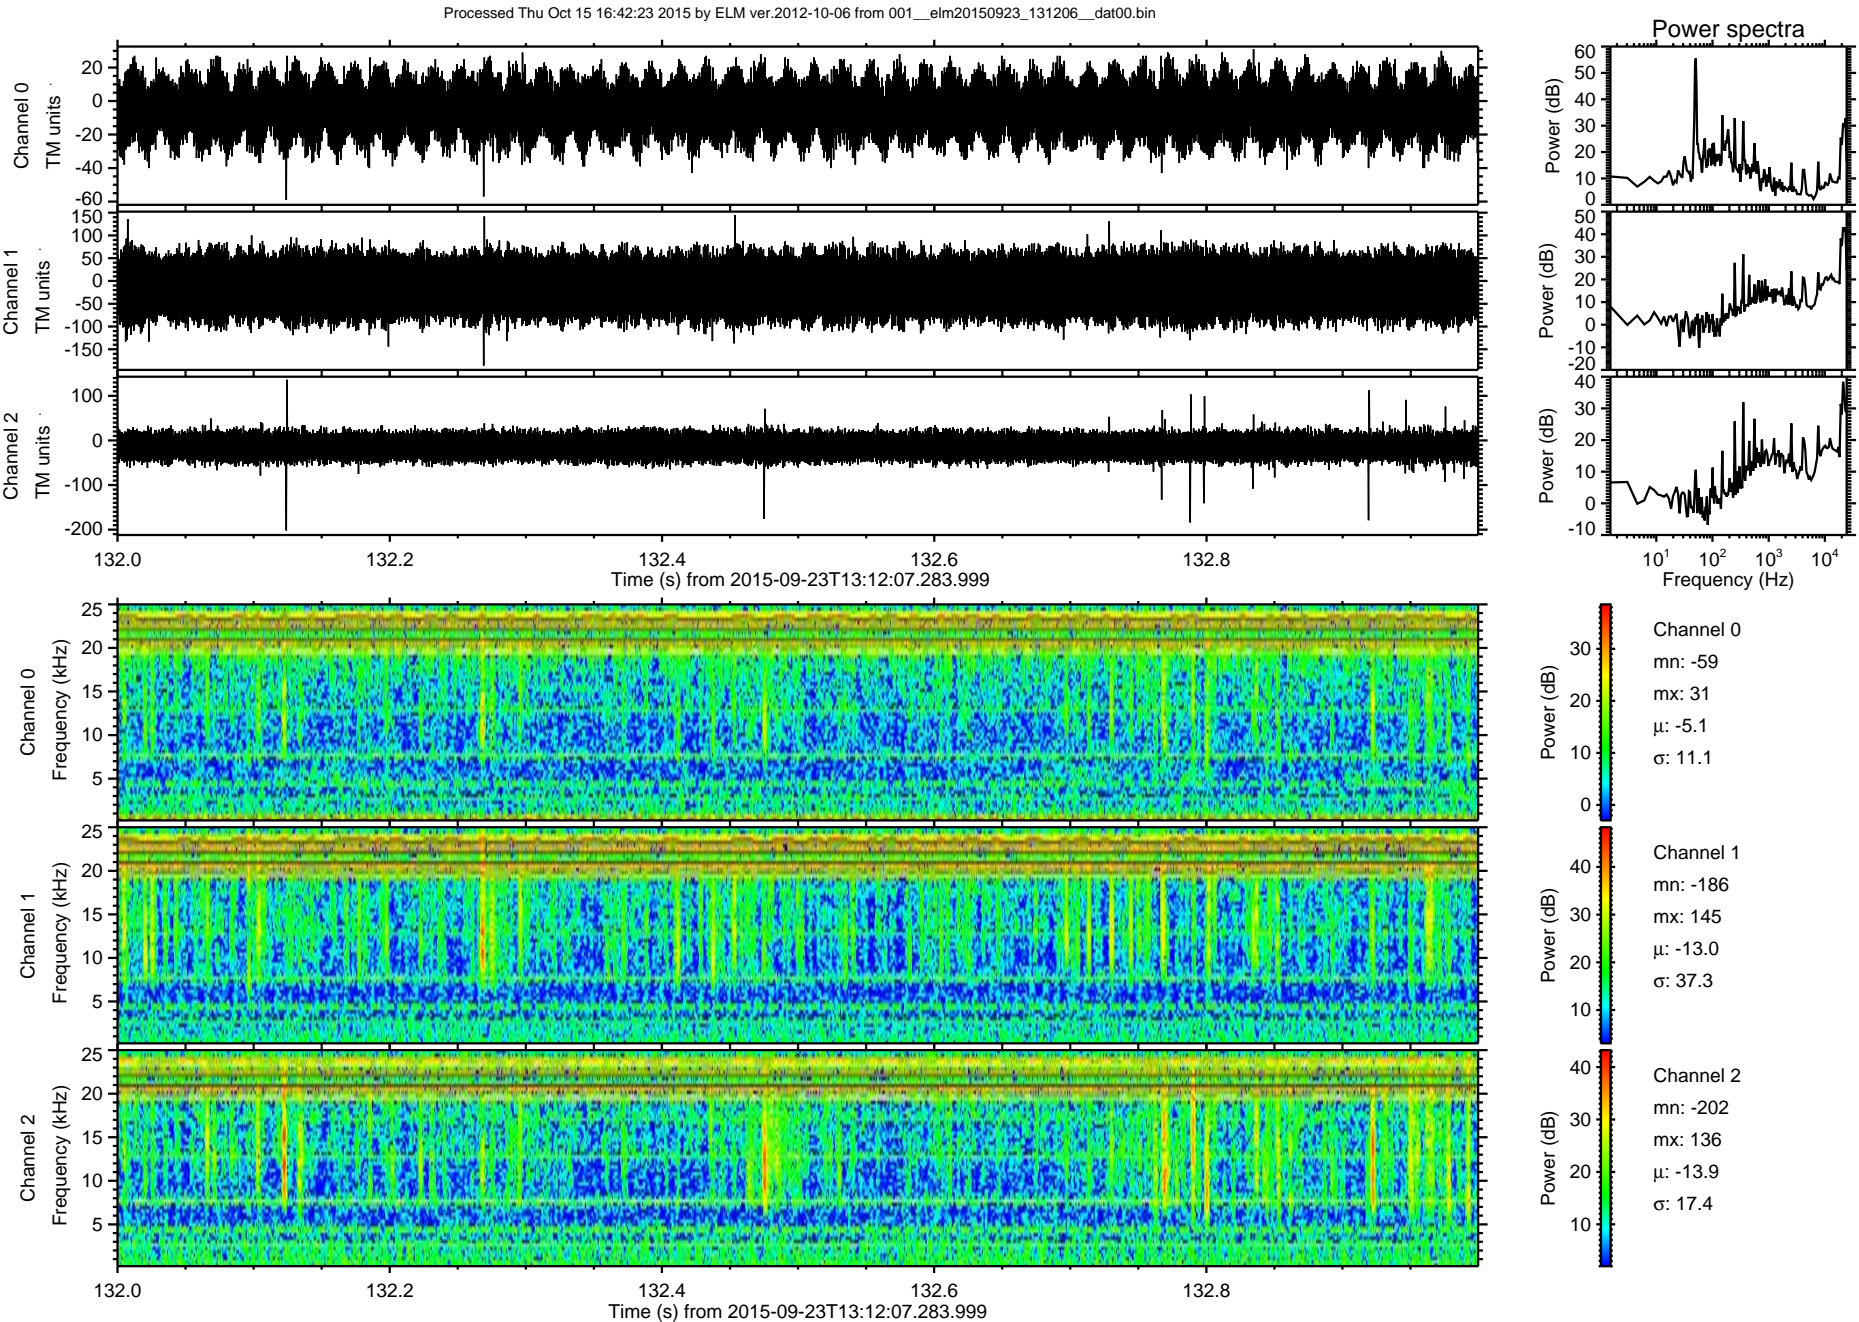 Processed Thu Oct 15 16:42:23 2015 by ELM ver.2012-10-06 from 001__elm20150923_131206__dat00.bin
Power spectra
Channel 0
TM units
20
0
-20
-40
-60
Power (dB)
60
50
40
30
20
10
0
Channel 1
TM units
150
100
50
0
-50
-100
-150
Power (dB)
50
40
30
20
10
0
-10
-20
Channel 2
TM units
100
0
-100
-200
Power (dB)
40
30
20
10
0
-10
132.0 132.2 132.4 132.6 132.8
Time (s) from 2015-09-23T13:12:07.283.999
10^1 10^2 10^3 10^4
Frequency (Hz)
Channel 0
Frequency (kHz)
25
20
15
10
5
Power (dB)
30
20
10
0
Channel 0
mn: -59
mx: 31
μ: -5.1
σ: 11.1
Channel 1
Frequency (kHz)
25
20
15
10
5
Power (dB)
40
30
20
10
Channel 1
mn: -186
mx: 145
μ: -13.0
σ: 37.3
Channel 2
Frequency (kHz)
25
20
15
10
5
Power (dB)
40
30
20
10
Channel 2
mn: -202
mx: 136
μ: -13.9
σ: 17.4
132.0 132.2 132.4 132.6 132.8
Time (s) from 2015-09-23T13:12:07.283.999